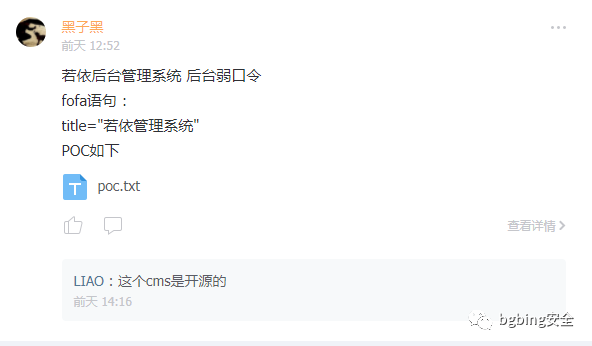 黑子黑
前天 12:52
若依后台管理系统 后台弱口令
fofa语句：
title="若依管理系统"
POC如下
T poc.txt
查看详情
LIAO：这个cms是开源的
前天 14:16
bgbing安全